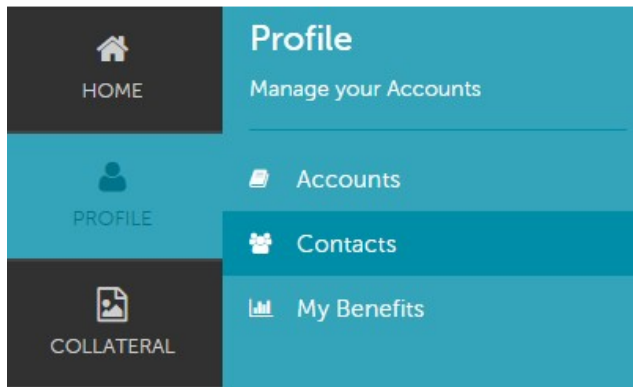 HOME
PROFILE
COLLATERAL
Profile
Manage your Accounts
Accounts
Contacts
My Benefits